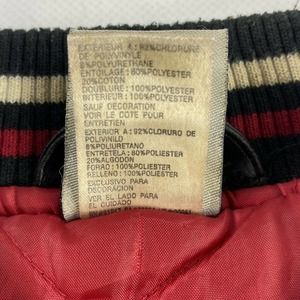 EXTERIEUR A: 92%CHLORURE
DE POLYVINYLE
8%POLYURETHANE
ENTOILAGE: 80%POLYESTER
20%COTON
DOUBLURE: 100%POLYESTER
INTERIEUR: 100%POLYESTER
SAUF DECORATION
VOIR LE COTE POUR
ENTRETIEN
EXTERIOR A: 92%CLORURO DE
POLIVINILO
8%POLIURETANO
ENTRETELA: 80%POLIESTER
20%ALGODON
FORRO: 100%POLIESTER
RELLENO: 100%POLIESTER
EXCLUSIVO PARA
DECORACION
VER EL LADO PARA
EL CUIDADO